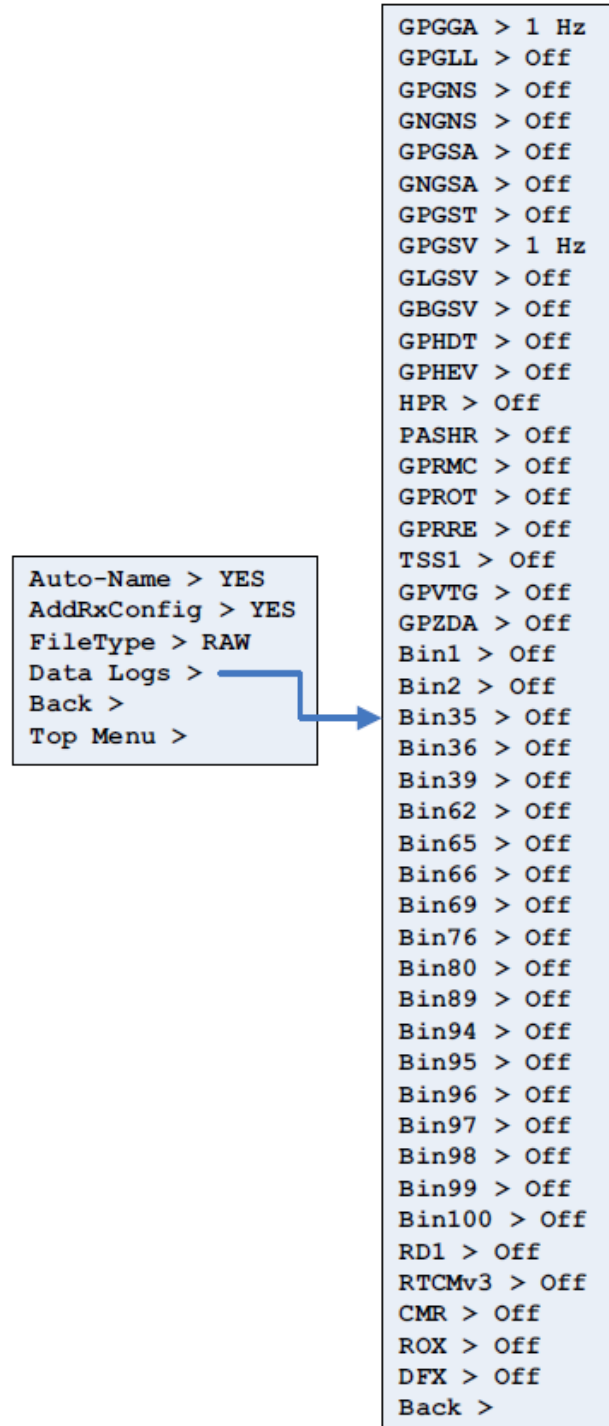 Auto-Name > YES
AddRxConfig > YES
FileType > RAW
Data Logs >
Back >
Top Menu >
GPGGA > 1 Hz
GPGLL > Off
GPGNS > Off
GNGNS > Off
GPGSA > Off
GNGSA > Off
GPGST > Off
GPGSV > 1 Hz
GLGSV > Off
GBGSV > Off
GPHDT > Off
GPHEV > Off
HPR > Off
PASHR > Off
GPRMC > Off
GPROT > Off
GPRRE > Off
TSS1 > Off
GPVTG > Off
GPZDA > Off
Bin1 > Off
Bin2 > Off
Bin35 > Off
Bin36 > Off
Bin39 > Off
Bin62 > Off
Bin65 > Off
Bin66 > Off
Bin69 > Off
Bin76 > Off
Bin80 > Off
Bin89 > Off
Bin94 > Off
Bin95 > Off
Bin96 > Off
Bin97 > Off
Bin98 > Off
Bin99 > Off
Bin100 > Off
RD1 > Off
RTCMv3 > Off
CMR > Off
ROX > Off
DFX > Off
Back >